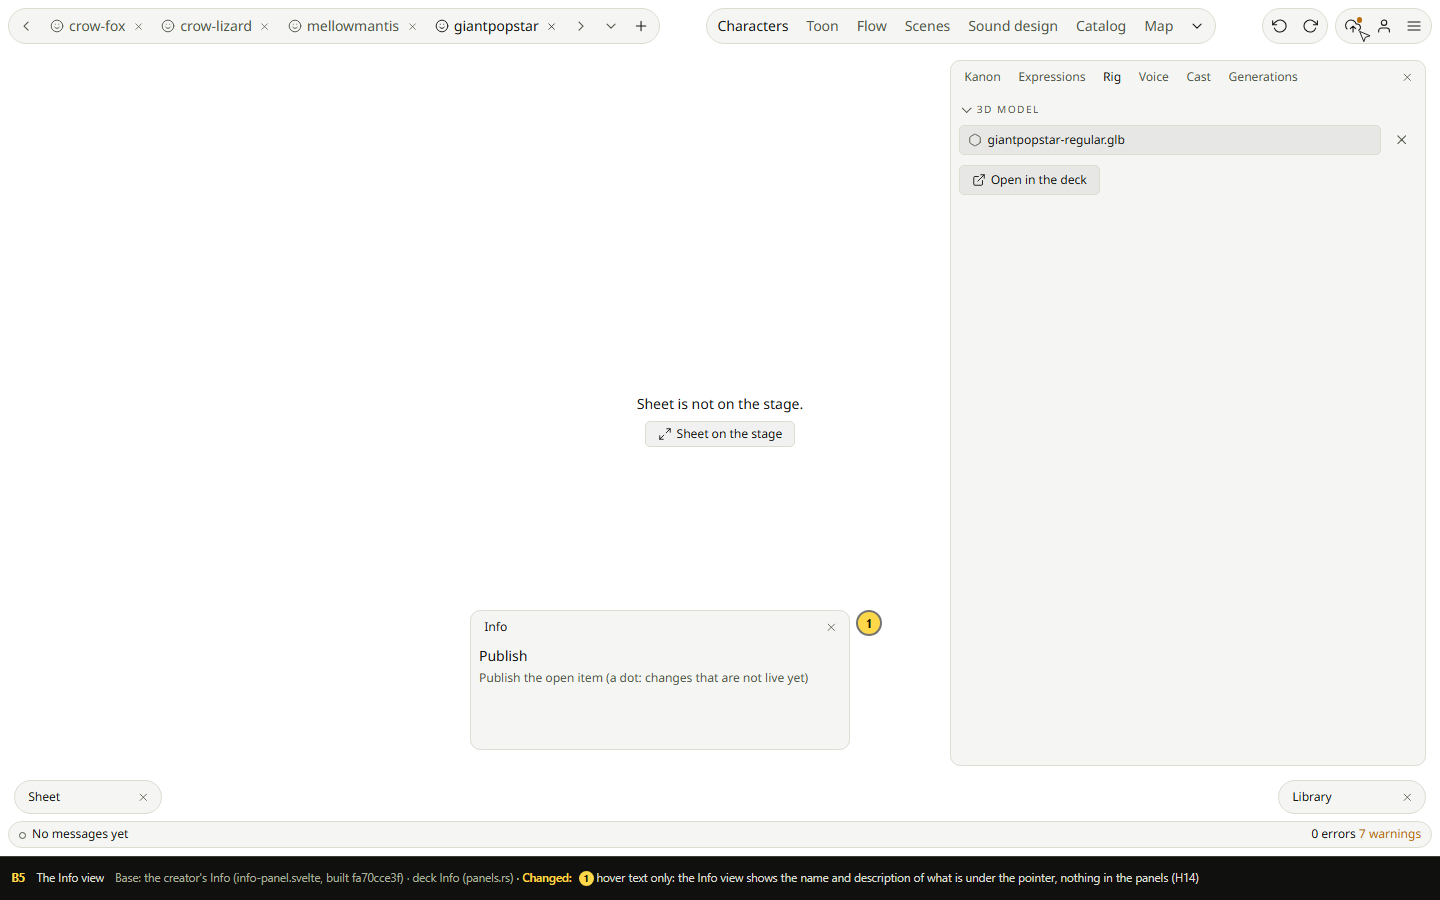 crow-fox crow-lizard mellowmantis giantpopstar
Characters Toon Flow Scenes Sound design Catalog Map
Kanon Expressions Rig Voice Cast Generations
3D MODEL
giantpopstar-regular.glb
Open in the deck
Sheet is not on the stage.
Sheet on the stage
Info
1
Publish
Publish the open item (a dot: changes that are not live yet)
Sheet
Library
No messages yet
0 errors 7 warnings
B5 The Info view Base: the creator's Info (info-panel.svelte, built fa70cce3f) · deck Info (panels.rs) · Changed: 1 hover text only: the Info view shows the name and description of what is under the pointer, nothing in the panels (H14)